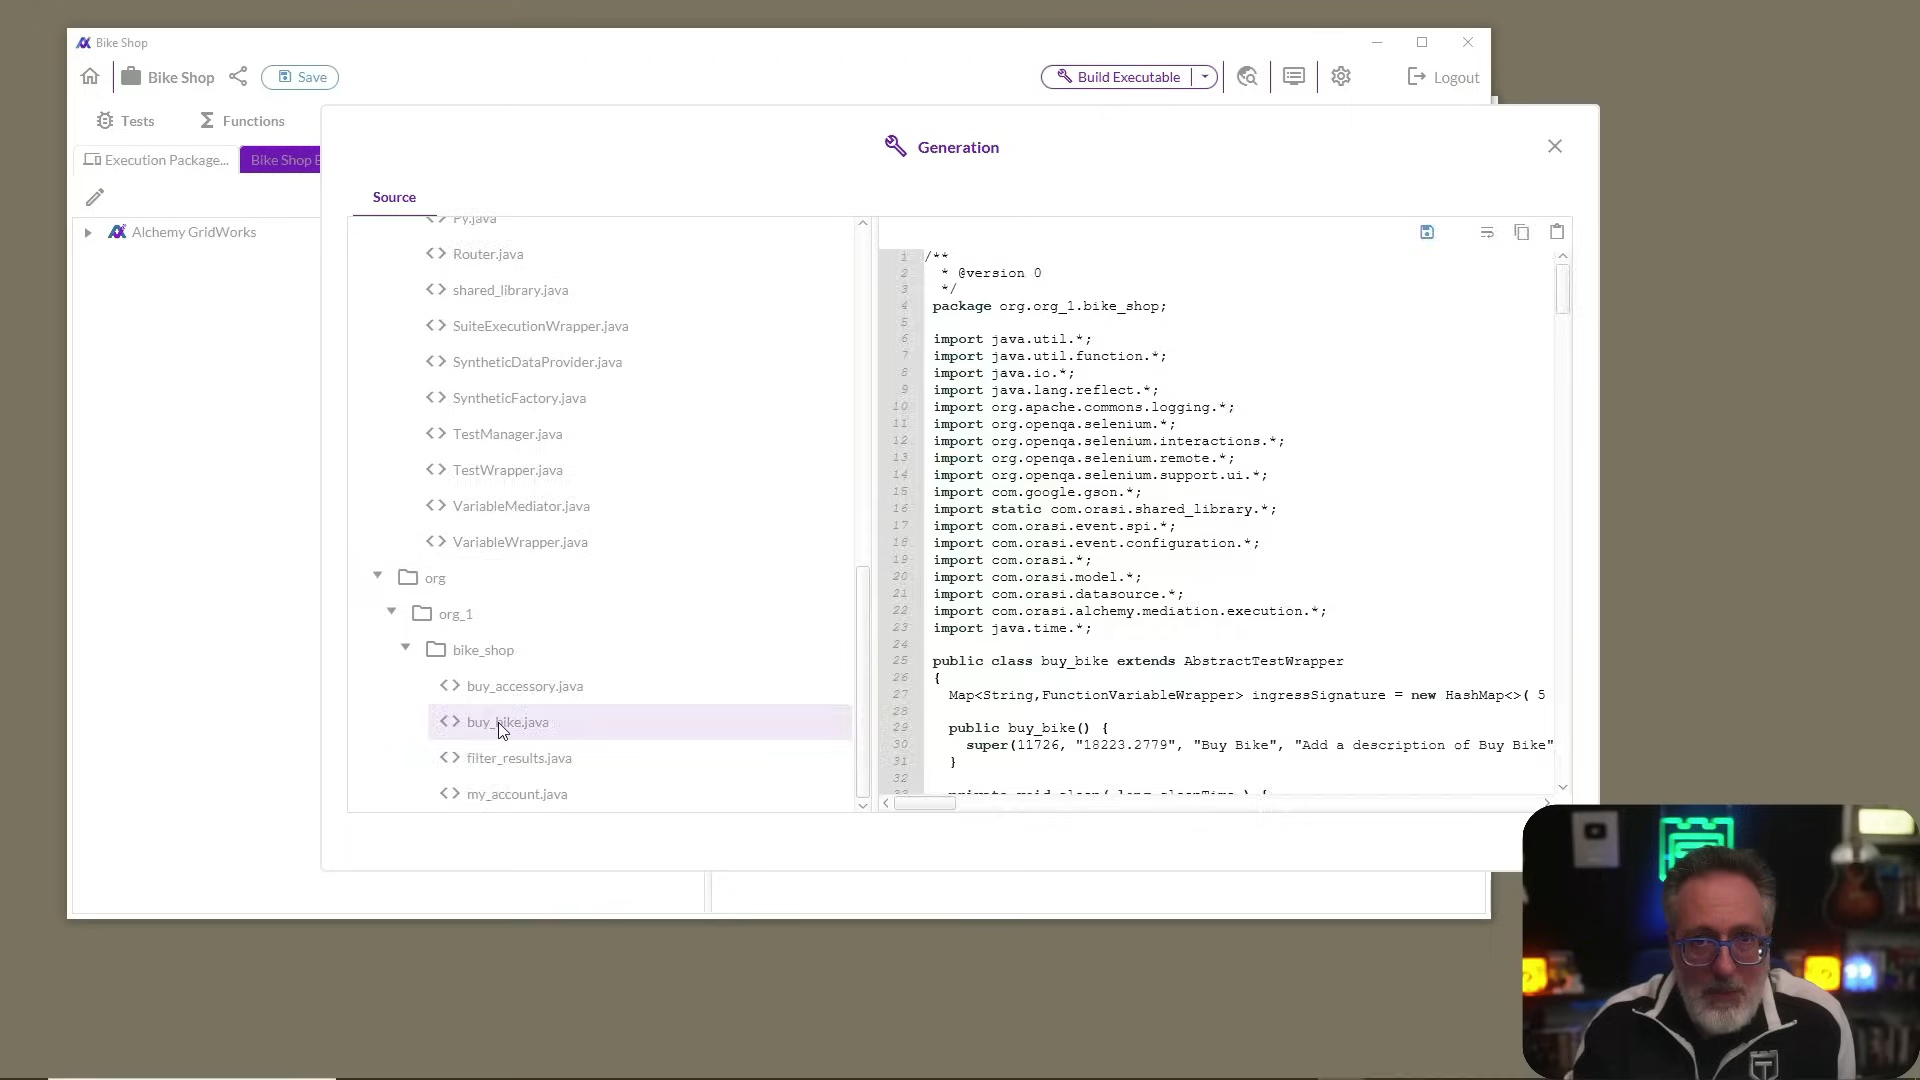 Bike Shop
Bike Shop
Save
Build Executable
Logout
Tests
Functions
Execution Package...
Bike Shop E
Alchemy GridWorks
Generation
Source
Py.java
Router.java
shared_library.java
SuiteExecutionWrapper.java
SyntheticDataProvider.java
SyntheticFactory.java
TestManager.java
TestWrapper.java
VariableMediator.java
VariableWrapper.java
org
org_1
bike_shop
buy_accessory.java
buy_bike.java
filter_results.java
my_account.java
1 /**
2 * @version 0
3 */
4 package org.org_1.bike_shop;
5
6 import java.util.*;
7 import java.util.function.*;
8 import java.io.*;
9 import java.lang.reflect.*;
10 import org.apache.commons.logging.*;
11 import org.openqa.selenium.*;
12 import org.openqa.selenium.interactions.*;
13 import org.openqa.selenium.remote.*;
14 import org.openqa.selenium.support.ui.*;
15 import com.google.gson.*;
16 import static com.orasi.shared_library.*;
17 import com.orasi.event.spi.*;
18 import com.orasi.event.configuration.*;
19 import com.orasi.*;
20 import com.orasi.model.*;
21 import com.orasi.datasource.*;
22 import com.orasi.alchemy.mediation.execution.*;
23 import java.time.*;
24
25 public class buy_bike extends AbstractTestWrapper
26 {
27 Map<String,FunctionVariableWrapper> ingressSignature = new HashMap<>( 5
28
29 public buy_bike() {
30 super(11726, "18223.2779", "Buy Bike", "Add a description of Buy Bike"
31 }
32
33 private void sleep( long sleepTime ) {